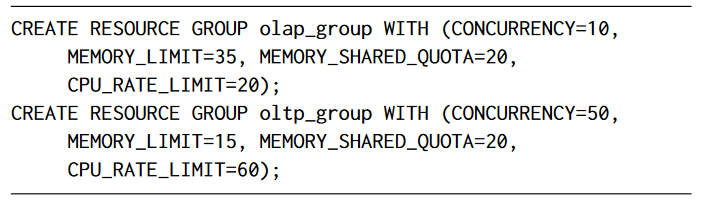 CREATE RESOURCE GROUP olap_group WITH (CONCURRENCY=10,
MEMORY_LIMIT=35, MEMORY_SHARED_QUOTA=20,
CPU_RATE_LIMIT=20);
CREATE RESOURCE GROUP oltp_group WITH (CONCURRENCY=50,
MEMORY_LIMIT=15, MEMORY_SHARED_QUOTA=20,
CPU_RATE_LIMIT=60);